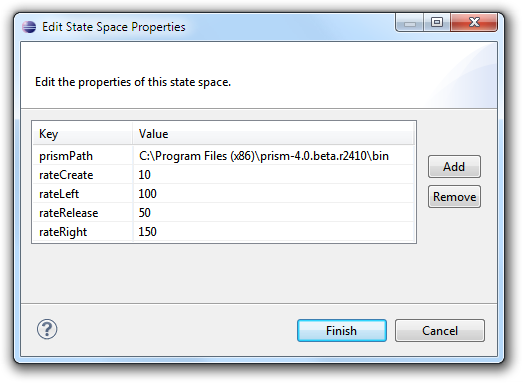 Edit State Space Properties
Edit the properties of this state space.
Key Value
prismPath C:\Program Files (x86)\prism-4.0.beta.r2410\bin
rateCreate 10
rateLeft 100
rateRelease 50
rateRight 150
Add
Remove
?
Finish Cancel